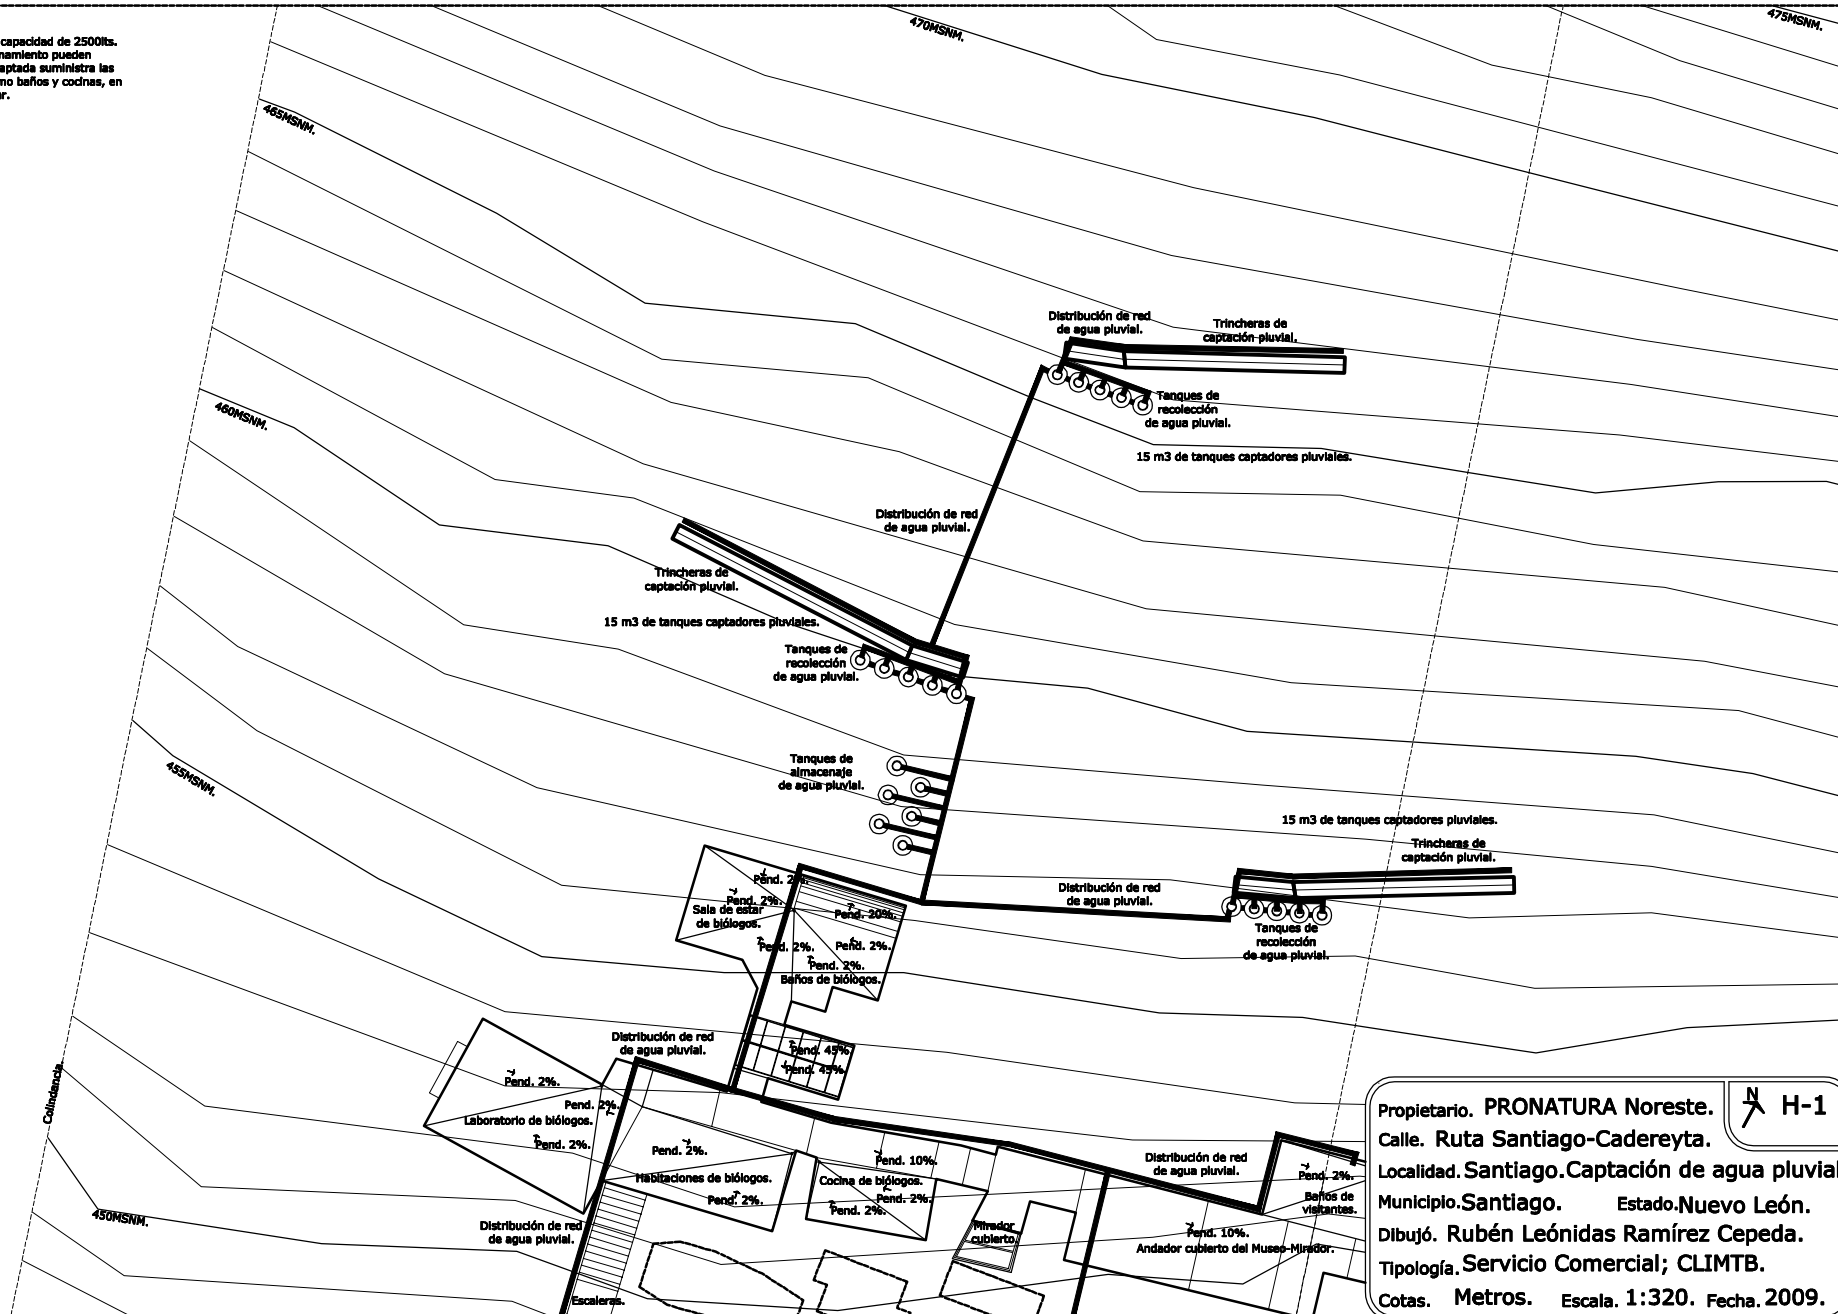 capacidad de 2500lts.
namiento pueden
aptada suministra las
mo baños y cocinas, en
r.
470MSNM.
475MSNM.
465MSNM.
Distribución de red
de agua pluvial.
Trincheras de
captación pluvial.
Tanques de
recolección
de agua pluvial.
460MSNM.
15 m3 de tanques captadores pluviales.
Distribución de red
de agua pluvial.
Trincheras de
captación pluvial.
15 m3 de tanques captadores pluviales.
Tanques de
recolección
de agua pluvial.
Tanques de
almacenaje
de agua pluvial.
455MSNM.
15 m3 de tanques captadores pluviales.
Trincheras de
captación pluvial.
Pend. 2%.
Pend. 2%.
Sala de estar
de biólogos.
Pend. 20%.
Distribución de red
de agua pluvial.
Pend. 2%.
Pend. 2%.
Pend. 2%.
Baños de biólogos.
Tanques de
recolección
de agua pluvial.
Distribución de red
de agua pluvial.
Pend. 45%.
Pend. 45%.
Colindancia.
Pend. 2%.
Pend. 2%.
Laboratorio de biólogos.
Pend. 2%.
Pend. 2%.
Habitaciones de biólogos.
Pend. 2%.
Pend. 10%.
Cocina de biólogos.
Pend. 2%.
Pend. 2%.
Distribución de red
de agua pluvial.
Pend. 2%.
Baños de
visitantes.
450MSNM.
Distribución de red
de agua pluvial.
Mirador
cubierto.
Pend. 10%.
Andador cubierto del Museo-Mirador.
Escaleras.
N H-1
Propietario. PRONATURA Noreste.
Calle. Ruta Santiago-Cadereyta.
Localidad. Santiago. Captación de agua pluvial
Municipio. Santiago. Estado. Nuevo León.
Dibujó. Rubén Leónidas Ramírez Cepeda.
Tipología. Servicio Comercial; CLIMTB.
Cotas. Metros. Escala. 1:320. Fecha. 2009.